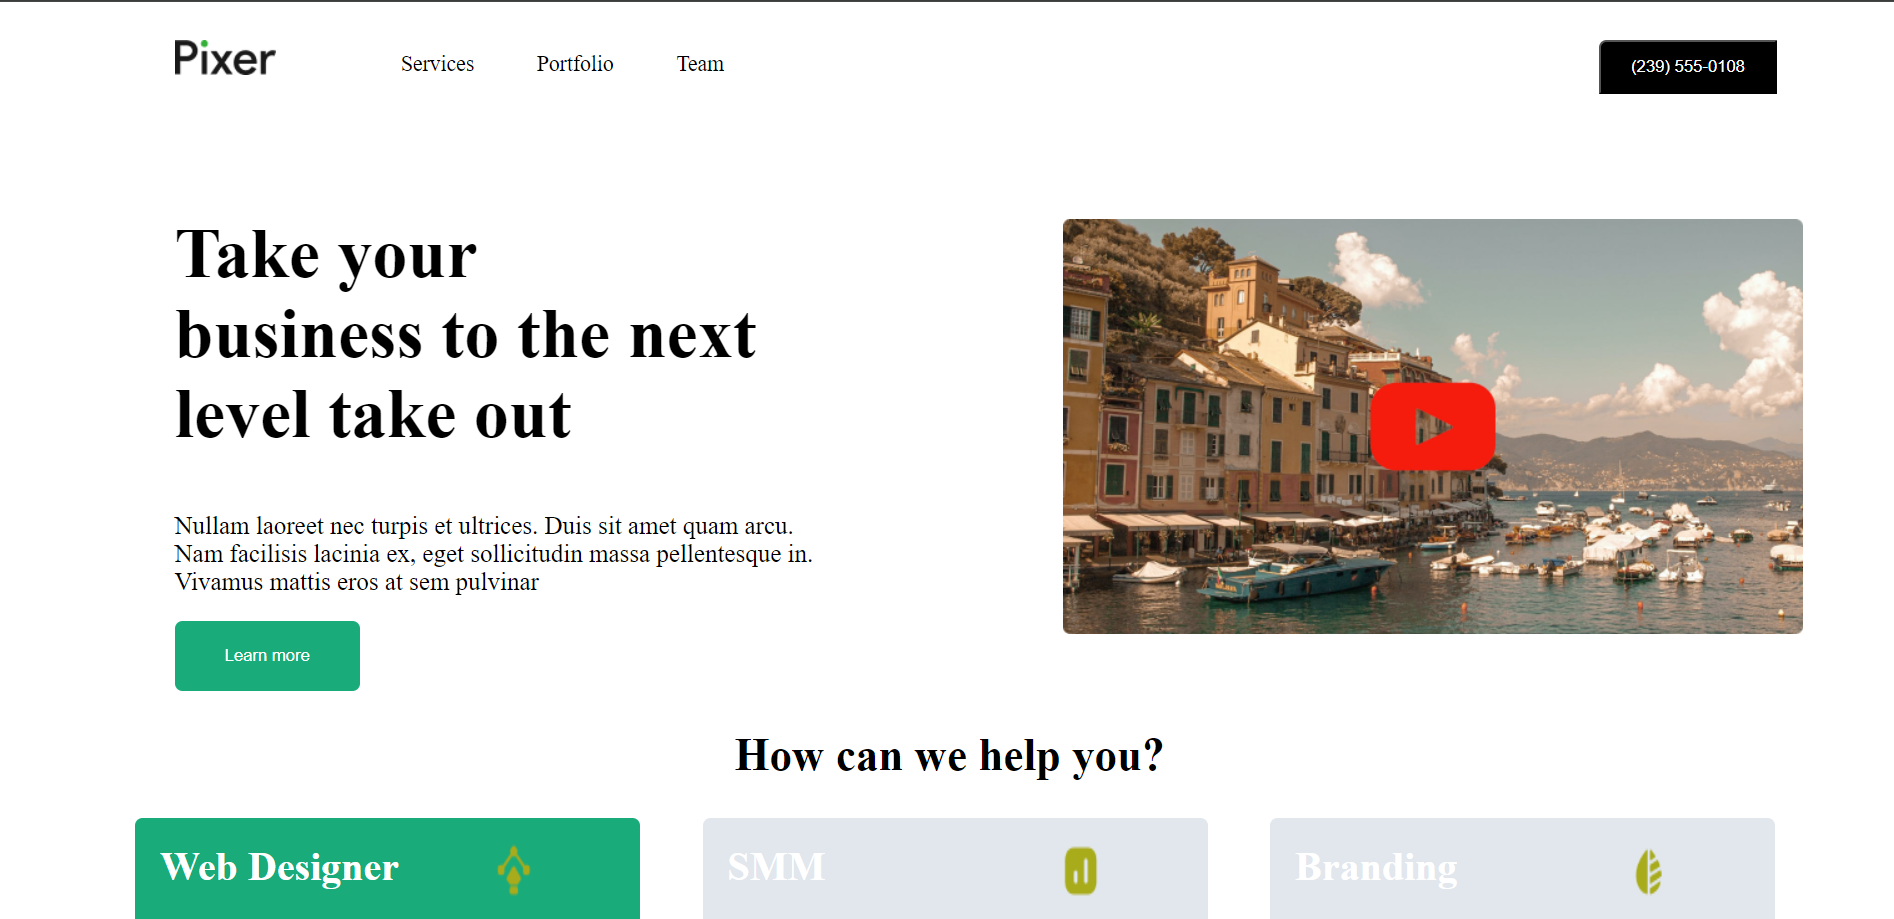 Pixer
Services
Portfolio
Team
(239) 555-0108
Take your
business to the next
level take out
Nullam laoreet nec turpis et ultrices. Duis sit amet quam arcu.
Nam facilisis lacinia ex, eget sollicitudin massa pellentesque in.
Vivamus mattis eros at sem pulvinar
Learn more
How can we help you?
Web Designer
SMM
Branding